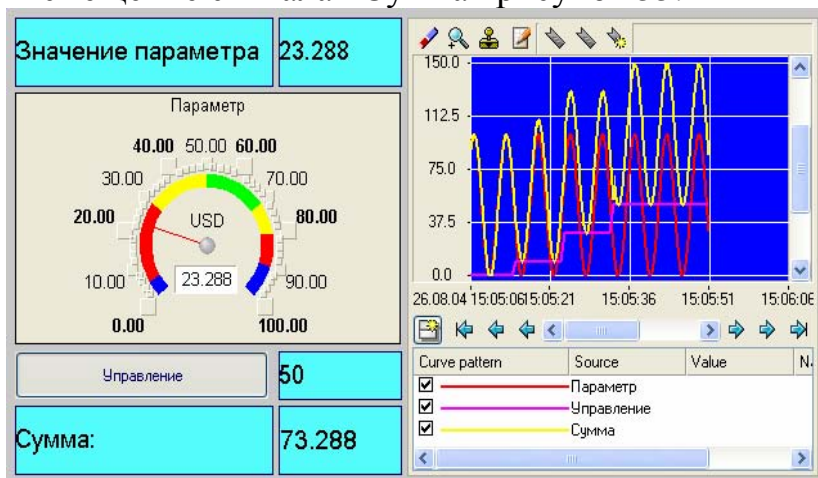 Значение параметра 23.288
Параметр
40.00 50.00 60.00
30.00 70.00
20.00 USD 80.00
10.00 23.288 90.00
0.00 100.00
Управление 50
Сумма: 73.288
150.0
112.5
75.0
37.5
0.0
26.08.04 15:05:06 15:05:21 15:05:36 15:05:51 15:06:06
Curve pattern Source Value
Параметр
Управление
Сумма